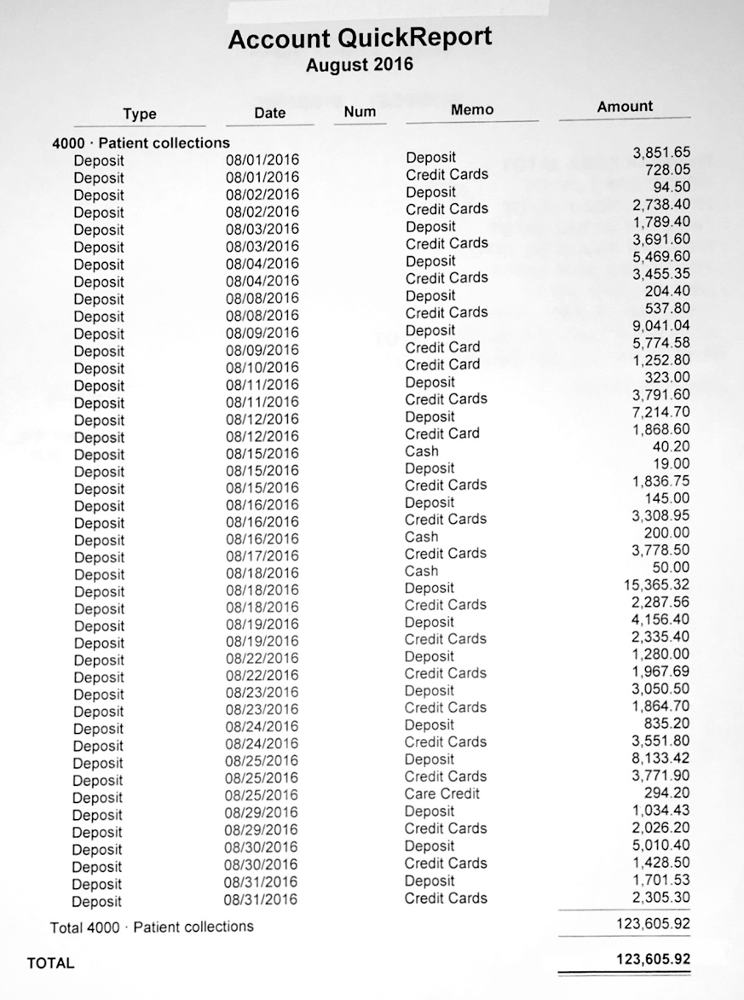 Account QuickReport
August 2016
Type Date Num Memo Amount
4000 · Patient collections
Deposit 08/01/2016 Deposit 3,851.65
Deposit 08/01/2016 Credit Cards 728.05
Deposit 08/02/2016 Deposit 94.50
Deposit 08/02/2016 Credit Cards 2,738.40
Deposit 08/03/2016 Deposit 1,789.40
Deposit 08/03/2016 Credit Cards 3,691.60
Deposit 08/04/2016 Deposit 5,469.60
Deposit 08/04/2016 Credit Cards 3,455.35
Deposit 08/08/2016 Deposit 204.40
Deposit 08/08/2016 Credit Cards 537.80
Deposit 08/09/2016 Deposit 9,041.04
Deposit 08/09/2016 Credit Card 5,774.58
Deposit 08/10/2016 Credit Card 1,252.80
Deposit 08/11/2016 Deposit 323.00
Deposit 08/11/2016 Credit Cards 3,791.60
Deposit 08/12/2016 Deposit 7,214.70
Deposit 08/12/2016 Credit Card 1,868.60
Deposit 08/15/2016 Cash 40.20
Deposit 08/15/2016 Deposit 19.00
Deposit 08/15/2016 Credit Cards 1,836.75
Deposit 08/16/2016 Deposit 145.00
Deposit 08/16/2016 Credit Cards 3,308.95
Deposit 08/16/2016 Cash 200.00
Deposit 08/17/2016 Credit Cards 3,778.50
Deposit 08/18/2016 Cash 50.00
Deposit 08/18/2016 Deposit 15,365.32
Deposit 08/18/2016 Credit Cards 2,287.56
Deposit 08/19/2016 Deposit 4,156.40
Deposit 08/19/2016 Credit Cards 2,335.40
Deposit 08/22/2016 Deposit 1,280.00
Deposit 08/22/2016 Credit Cards 1,967.69
Deposit 08/23/2016 Deposit 3,050.50
Deposit 08/23/2016 Credit Cards 1,864.70
Deposit 08/24/2016 Deposit 835.20
Deposit 08/24/2016 Credit Cards 3,551.80
Deposit 08/25/2016 Deposit 8,133.42
Deposit 08/25/2016 Credit Cards 3,771.90
Deposit 08/25/2016 Care Credit 294.20
Deposit 08/29/2016 Deposit 1,034.43
Deposit 08/29/2016 Credit Cards 2,026.20
Deposit 08/30/2016 Deposit 5,010.40
Deposit 08/30/2016 Credit Cards 1,428.50
Deposit 08/31/2016 Deposit 1,701.53
Deposit 08/31/2016 Credit Cards 2,305.30
Total 4000 · Patient collections 123,605.92
TOTAL 123,605.92